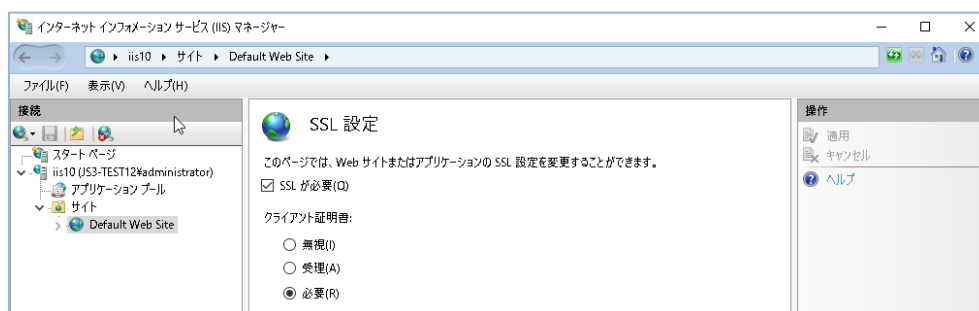 インターネット インフォメーション サービス (IIS) マネージャー
iis10 サイト Default Web Site
ファイル(F) 表示(V) ヘルプ(H)
接続
スタート ページ
iis10 (JS3-TEST12¥administrator)
アプリケーション プール
サイト
Default Web Site
SSL 設定
このページでは、Web サイトまたはアプリケーションの SSL 設定を変更することができます。
SSL が必要(Q)
クライアント証明書:
無視(I)
受理(A)
必要(R)
操作
適用
キャンセル
ヘルプ